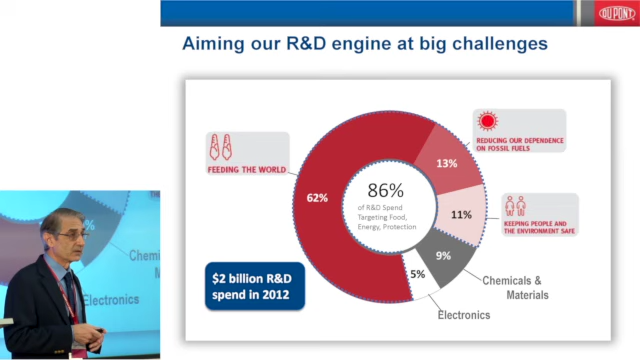 DUPONT
Aiming our R&D engine at big challenges
FEEDING THE WORLD
REDUCING OUR DEPENDENCE
ON FOSSIL FUELS
13%
62%
86%
of R&D Spend
Targeting Food,
Energy, Protection
11%
KEEPING PEOPLE AND
THE ENVIRONMENT SAFE
9%
5%
Chemicals &
Materials
Electronics
$2 billion R&D
spend in 2012
%
Chemic
M
Electronics